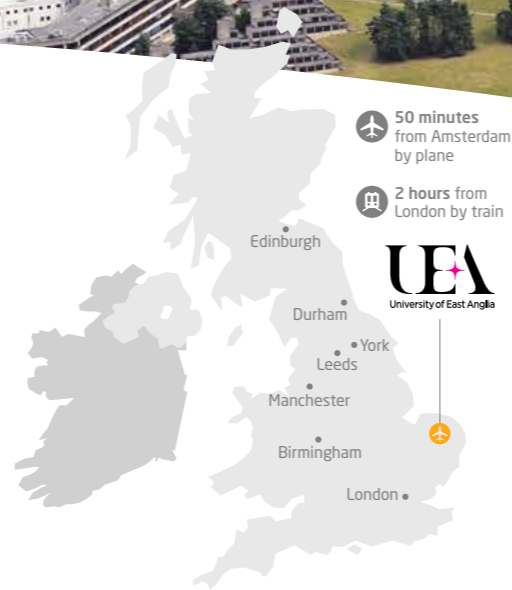 50 minutes
from Amsterdam
by plane
2 hours from
London by train
Edinburgh
UEA
University of East Anglia
Durham
York
Leeds
Manchester
Birmingham
London